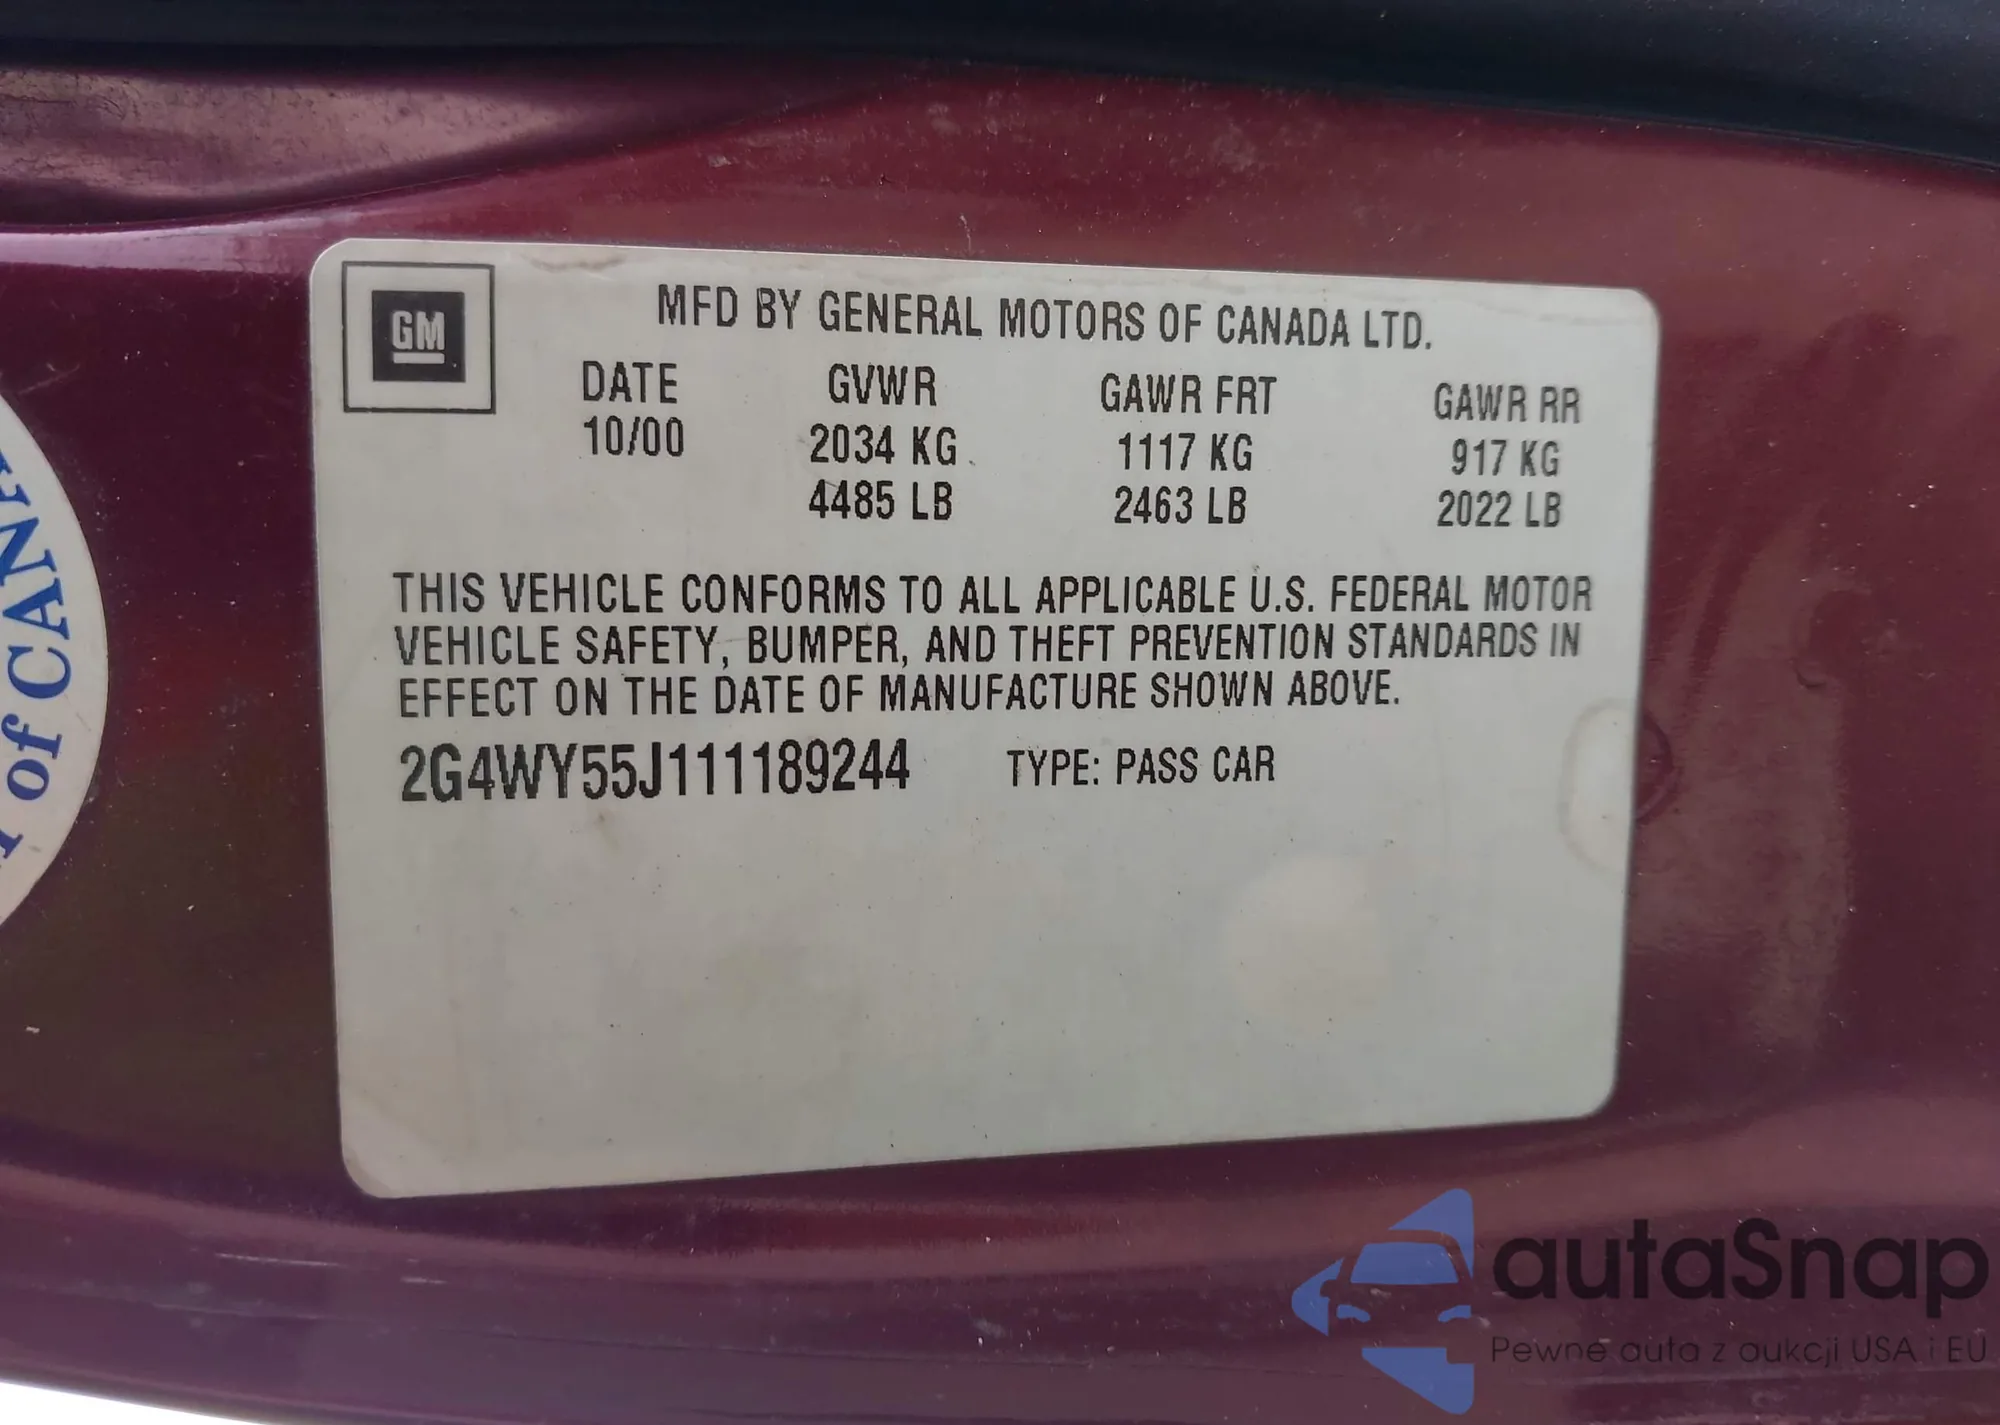 GM
MFD BY GENERAL MOTORS OF CANADA LTD.
DATE GVWR GAWR FRT GAWR RR
10/00 2034 KG 1117 KG 917 KG
4485 LB 2463 LB 2022 LB
THIS VEHICLE CONFORMS TO ALL APPLICABLE U.S. FEDERAL MOTOR
VEHICLE SAFETY, BUMPER, AND THEFT PREVENTION STANDARDS IN
EFFECT ON THE DATE OF MANUFACTURE SHOWN ABOVE.
2G4WY55J111189244 TYPE: PASS CAR
of
autaSnap
Pewne auta z aukcji USA i EU